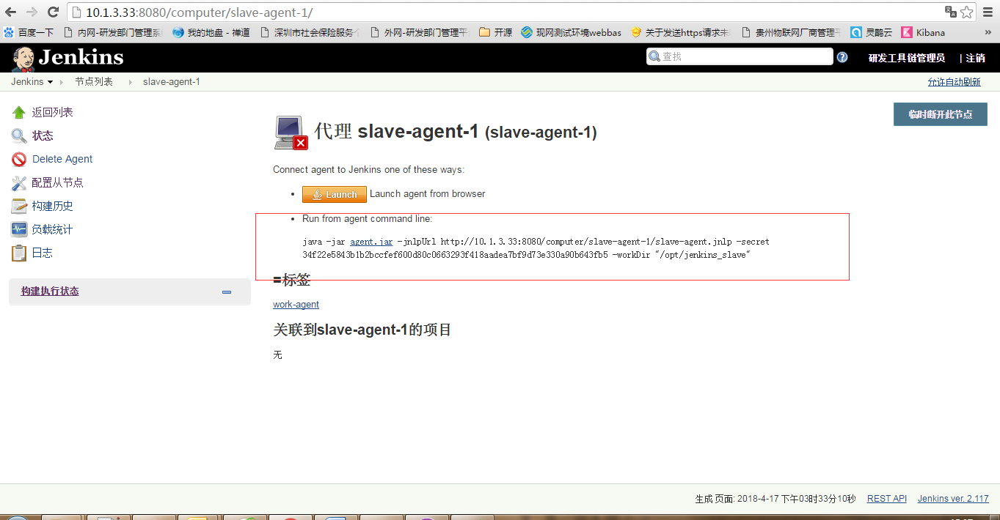 10.1.3.33:8080/computer/slave-agent-1/
百度一下 内网-研发部门管理系 我的地盘 - 禅道 深圳市社会保险服务 外网-研发部门管理平 开源 现网测试环境webbas 关于发送https请求未 贵州物联网厂商管理平 灵鹊云 Kibana »
Jenkins 查找 研发工具链管理员 | 注销
Jenkins 节点列表 slave-agent-1 允许自动刷新
返回列表
状态
Delete Agent
配置从节点
构建历史
负载统计
日志
构建执行状态
临时断开此节点
代理 slave-agent-1 (slave-agent-1)
Connect agent to Jenkins one of these ways:
• Launch Launch agent from browser
• Run from agent command line:
java -jar agent.jar -jnlpUrl http://10.1.3.33:8080/computer/slave-agent-1/slave-agent.jnlp -secret
34f22e5843b1b2bccfef600d80c0663293f418aadea7bf9d73e330a90b643fb5 -workDir "/opt/jenkins_slave"
=标签
work-agent
关联到slave-agent-1的项目
无
生成 页面: 2018-4-17 下午03时33分10秒 REST API Jenkins ver. 2.117